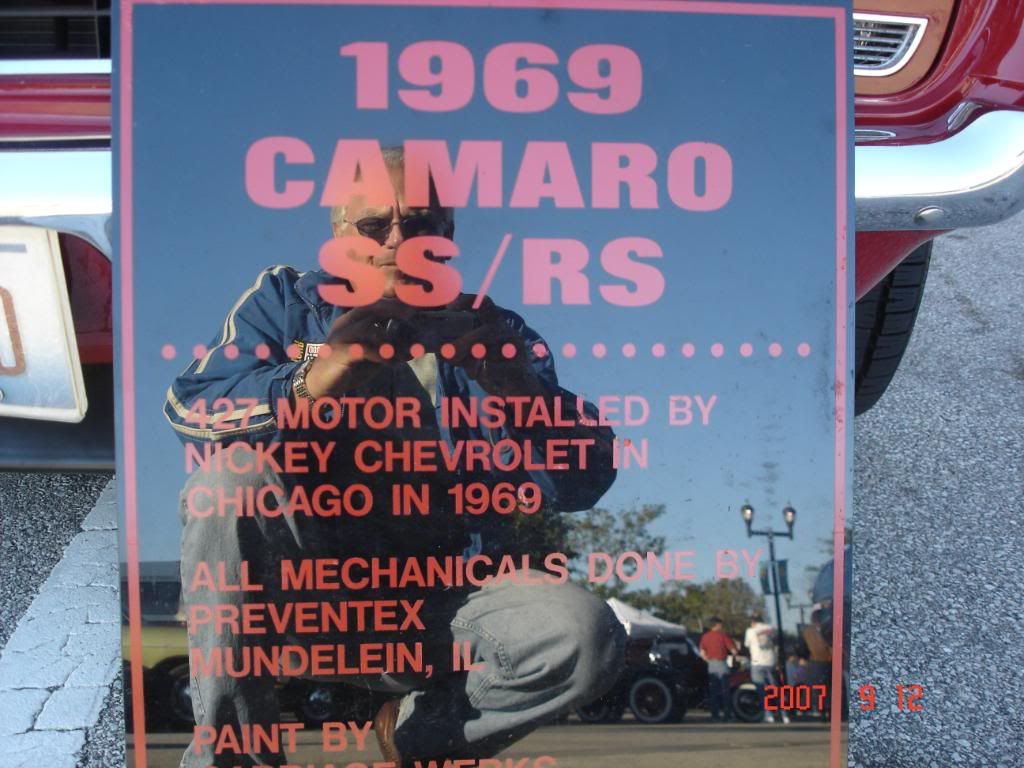 1969
CAMARO
SS/RS
427 MOTOR INSTALLED BY
NICKEY CHEVROLET IN
CHICAGO IN 1969
ALL MECHANICALS DONE BY
PREVENTEX
MUNDELEIN, IL
PAINT BY
WERKS
2007 9 12